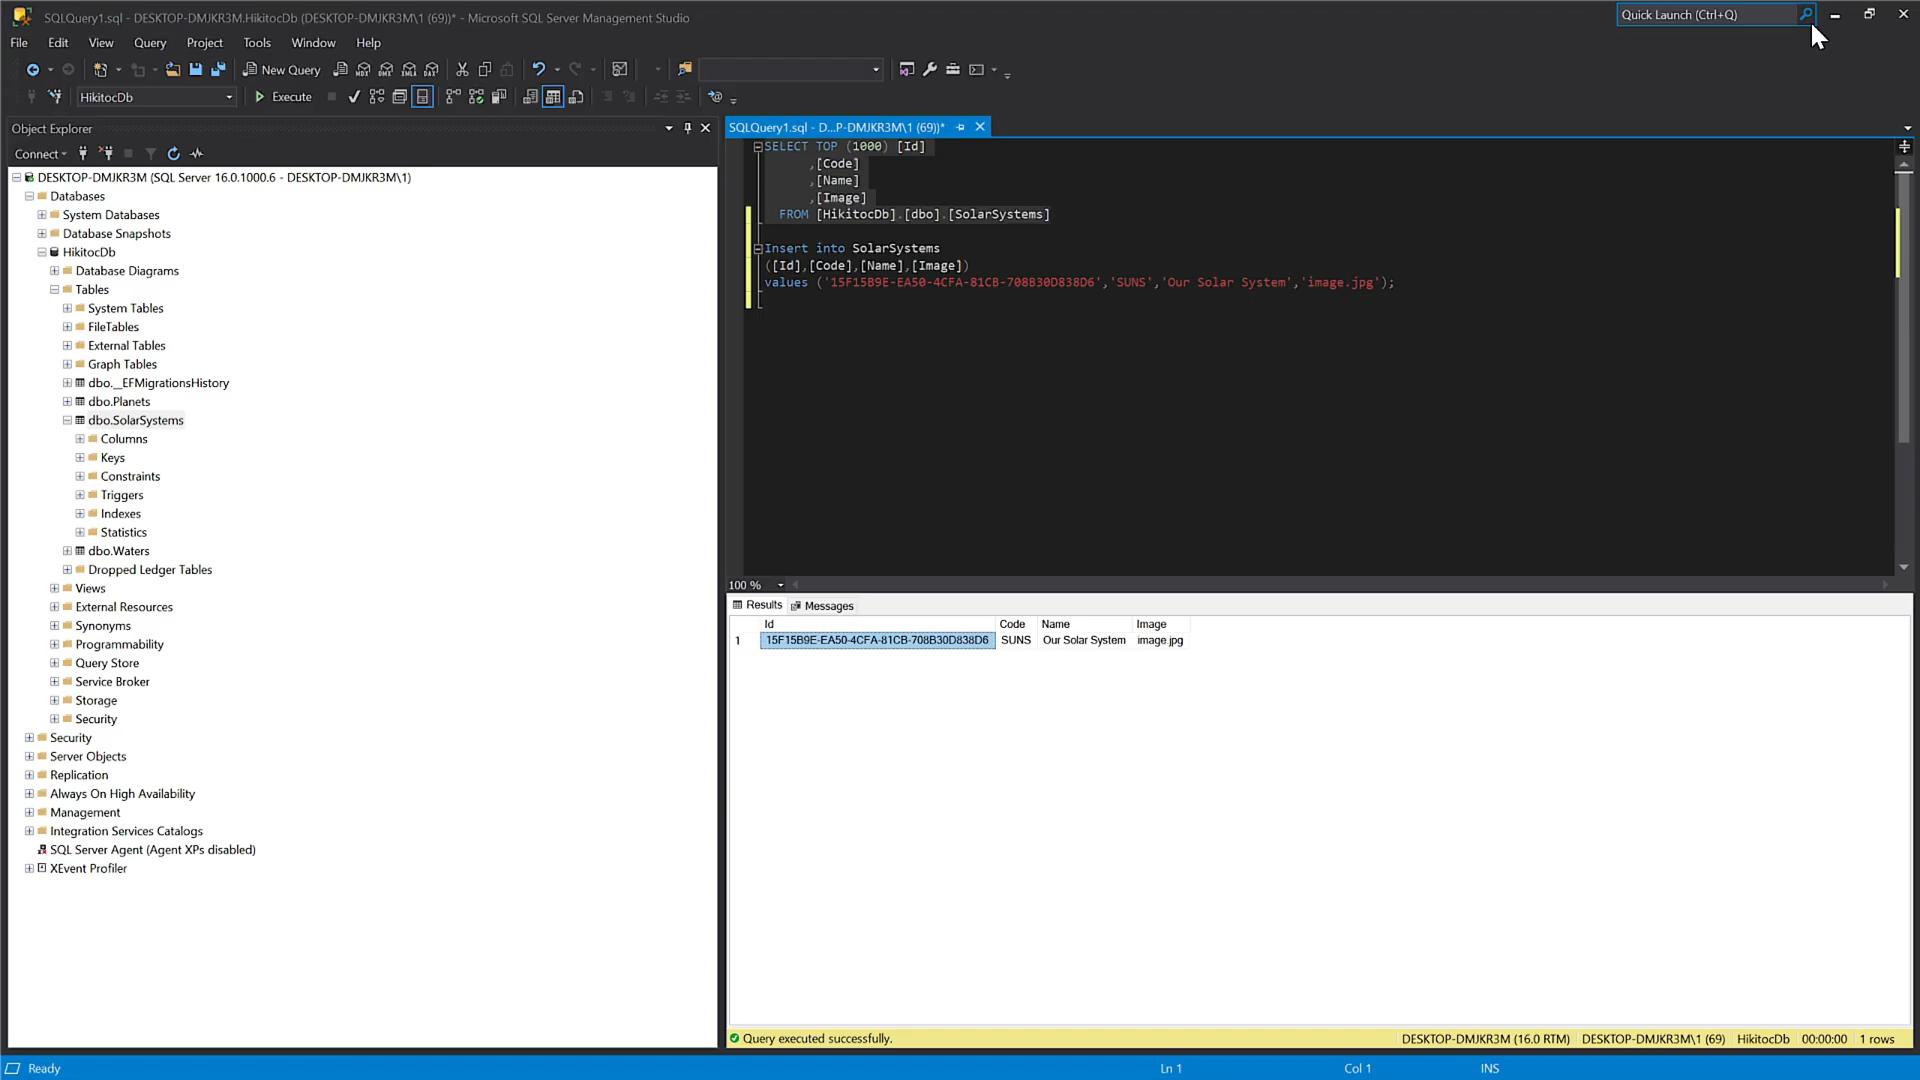 SQLQuery1.sql - DESKTOP-DMJKR3M.HikitocDb (DESKTOP-DMJKR3M\1 (69))* - Microsoft SQL Server Management Studio
Quick Launch (Ctrl+Q)
File Edit View Query Project Tools Window Help
New Query
HikitocDb
Execute
Object Explorer
SQLQuery1.sql - D...P-DMJKR3M\1 (69))*
Connect
DESKTOP-DMJKR3M (SQL Server 16.0.1000.6 - DESKTOP-DMJKR3M\1)
Databases
System Databases
Database Snapshots
HikitocDb
Database Diagrams
Tables
System Tables
FileTables
External Tables
Graph Tables
dbo.__EFMigrationsHistory
dbo.Planets
dbo.SolarSystems
Columns
Keys
Constraints
Triggers
Indexes
Statistics
dbo.Waters
Dropped Ledger Tables
Views
External Resources
Synonyms
Programmability
Query Store
Service Broker
Storage
Security
Security
Server Objects
Replication
Always On High Availability
Management
Integration Services Catalogs
SQL Server Agent (Agent XPs disabled)
XEvent Profiler
SELECT TOP (1000) [Id]
,[Code]
,[Name]
,[Image]
FROM [HikitocDb].[dbo].[SolarSystems]
Insert into SolarSystems
([Id],[Code],[Name],[Image])
values ('15F15B9E-EA50-4CFA-81CB-708B30D838D6','SUNS','Our Solar System','image.jpg');
100 %
Results Messages
Id Code Name Image
1 15F15B9E-EA50-4CFA-81CB-708B30D838D6 SUNS Our Solar System image.jpg
Query executed successfully. DESKTOP-DMJKR3M (16.0 RTM) DESKTOP-DMJKR3M\1 (69) HikitocDb 00:00:00 1 rows
Ready Ln 1 Col 1 INS